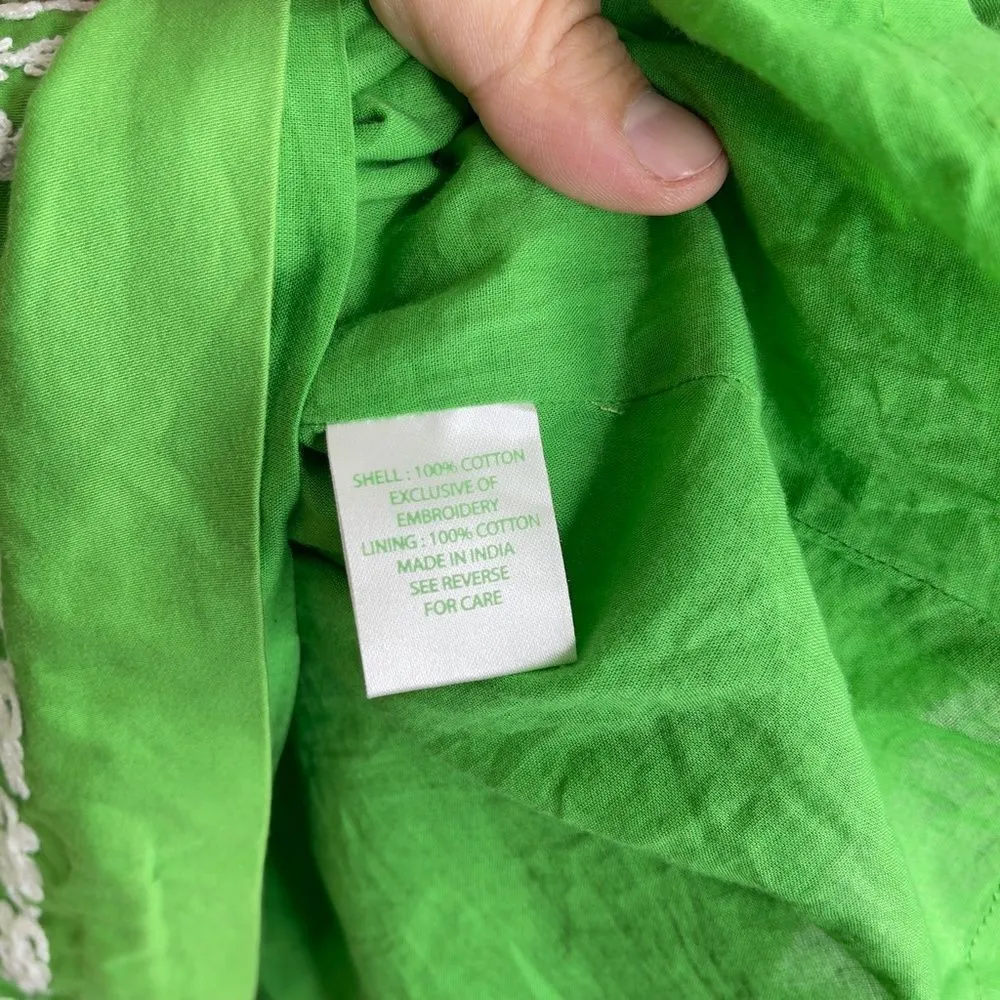 SHELL : 100% COTTON
EXCLUSIVE OF
EMBROIDERY
LINING : 100% COTTON
MADE IN INDIA
SEE REVERSE
FOR CARE